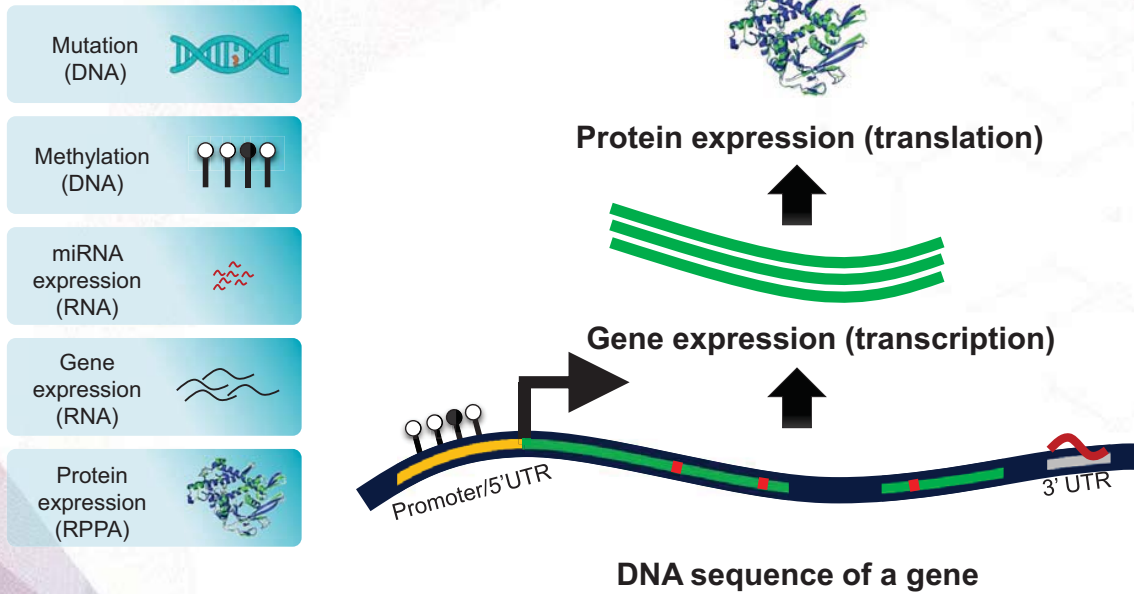 Mutation
(DNA)
Methylation
(DNA)
miRNA
expression
(RNA)
Gene
expression
(RNA)
Protein
expression
(RPPA)
Protein expression (translation)
Gene expression (transcription)
Promoter/5'UTR
3' UTR
DNA sequence of a gene